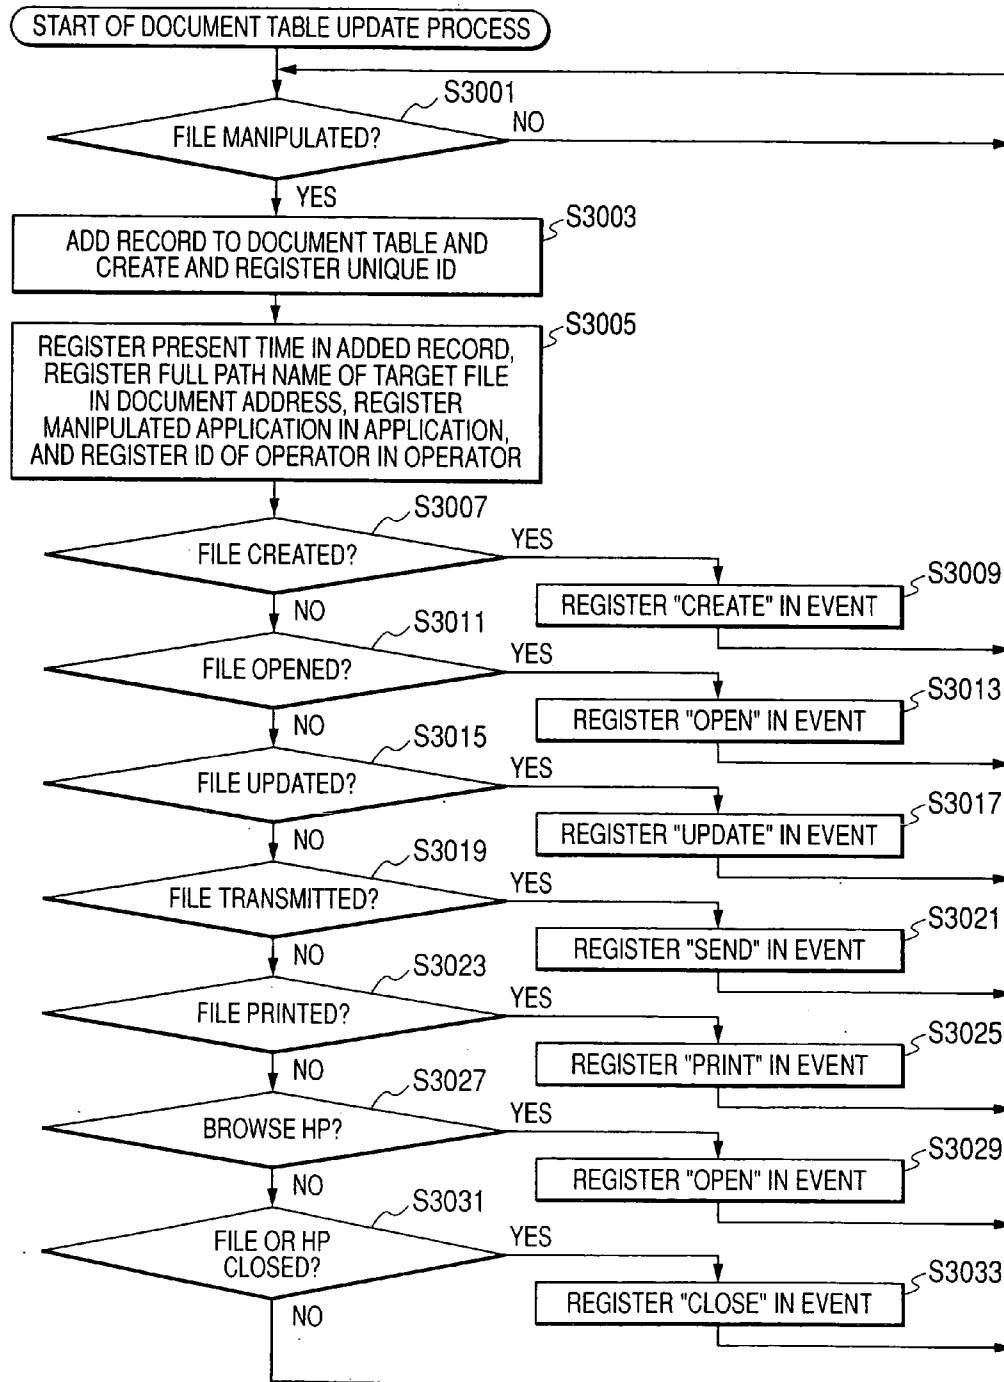 START OF DOCUMENT TABLE UPDATE PROCESS
S3001
FILE MANIPULATED?
NO
YES
S3003
ADD RECORD TO DOCUMENT TABLE AND
CREATE AND REGISTER UNIQUE ID
S3005
REGISTER PRESENT TIME IN ADDED RECORD,
REGISTER FULL PATH NAME OF TARGET FILE
IN DOCUMENT ADDRESS, REGISTER
MANIPULATED APPLICATION IN APPLICATION,
AND REGISTER ID OF OPERATOR IN OPERATOR
S3007
FILE CREATED?
YES
S3009
REGISTER "CREATE" IN EVENT
NO
S3011
FILE OPENED?
YES
S3013
REGISTER "OPEN" IN EVENT
NO
S3015
FILE UPDATED?
YES
S3017
REGISTER "UPDATE" IN EVENT
NO
S3019
FILE TRANSMITTED?
YES
S3021
REGISTER "SEND" IN EVENT
NO
S3023
FILE PRINTED?
YES
S3025
REGISTER "PRINT" IN EVENT
NO
S3027
BROWSE HP?
YES
S3029
REGISTER "OPEN" IN EVENT
NO
S3031
FILE OR HP
CLOSED?
YES
S3033
REGISTER "CLOSE" IN EVENT
NO